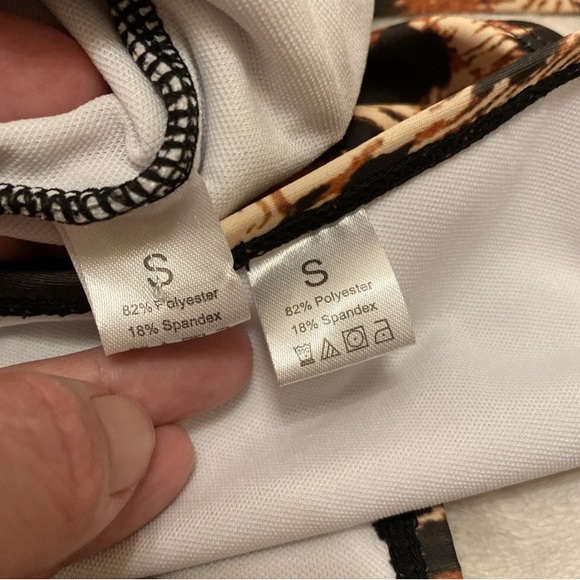 S
82% Polyester
18% Spandex
S
82% Polyester
18% Spandex